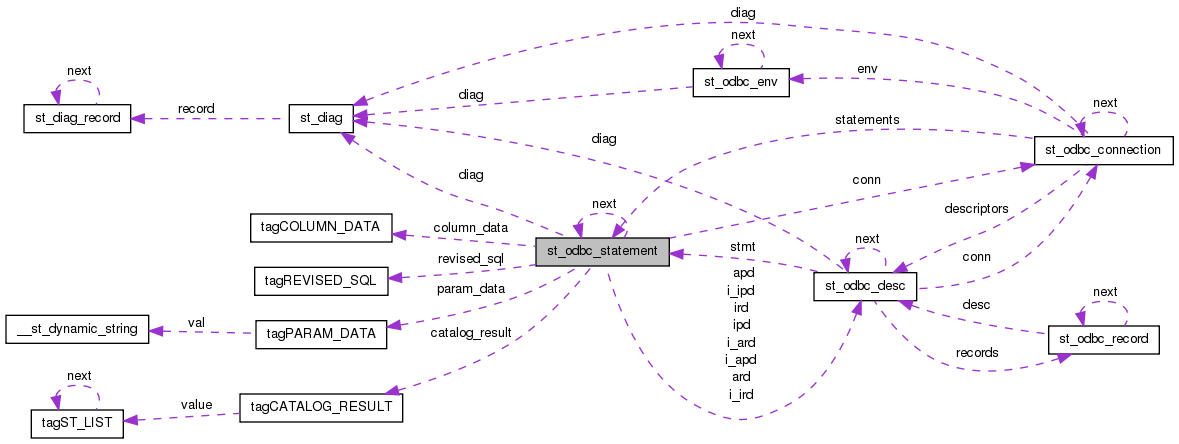 diag
next
st_odbc_env
env
next
st_diag_record
record
st_diag
diag
next
st_odbc_connection
statements
diag
diag
conn
descriptors
next
tagCOLUMN_DATA
column_data
st_odbc_statement
stmt
next
st_odbc_desc
conn
tagREVISED_SQL
revised_sql
apd
i_ipd
ird
ipd
i_ard
i_apd
ard
i_ird
param_data
__st_dynamic_string
val
tagPARAM_DATA
catalog_result
next
desc
st_odbc_record
records
next
tagST_LIST
value
tagCATALOG_RESULT